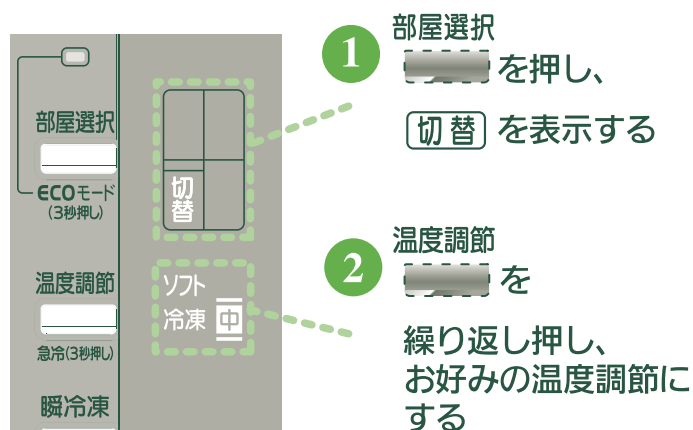 部屋選択
ECOモード
(3秒押し)
温度調節
急冷(3秒押し)
瞬冷凍
切
替
ソフト
冷凍 中
1
部屋選択
を押し、
切替 を表示する
2
温度調節
を
繰り返し押し、
お好みの温度調節に
する